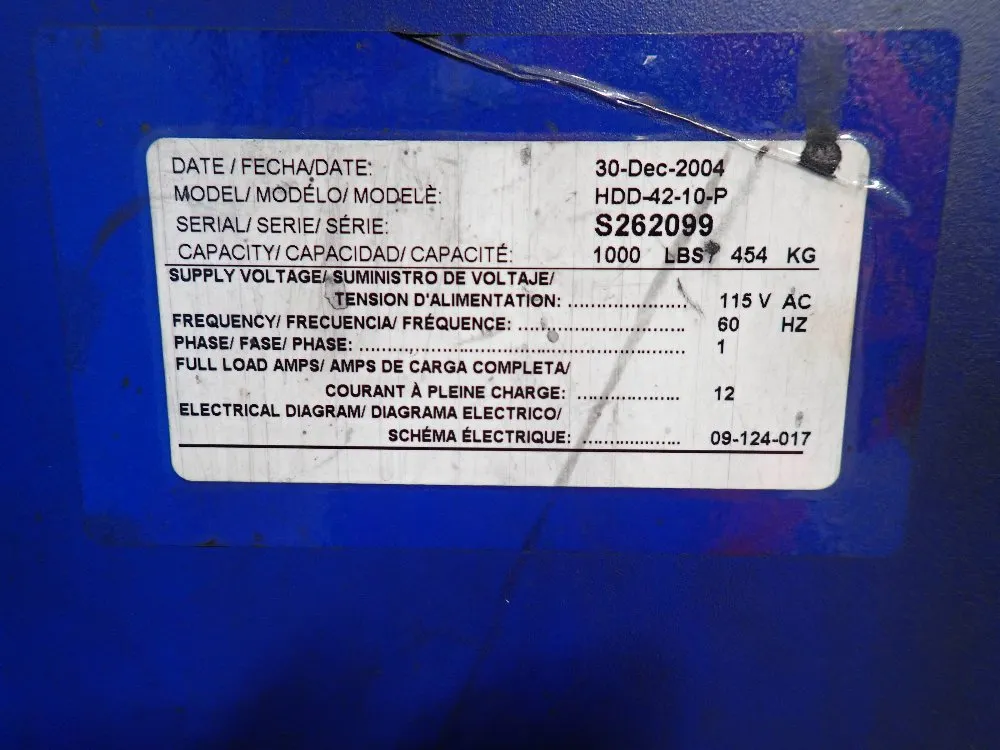 DATE / FECHA/DATE: 30-Dec-2004
MODEL/ MODÉLO/ MODELÈ: HDD-42-10-P
SERIAL/ SERIE/ SÉRIE: S262099
CAPACITY/ CAPACIDAD/ CAPACITÉ: 1000 LBS / 454 KG
SUPPLY VOLTAGE/ SUMINISTRO DE VOLTAJE/
TENSION D'ALIMENTATION: ........................ 115 V AC
FREQUENCY/ FRECUENCIA/ FRÉQUENCE: .................................. 60 HZ
PHASE/ FASE/ PHASE: .................................................................. 1
FULL LOAD AMPS/ AMPS DE CARGA COMPLETA/
COURANT À PLEINE CHARGE: ..................... 12
ELECTRICAL DIAGRAM/ DIAGRAMA ELECTRICO/
SCHÉMA ÉLECTRIQUE: .................... 09-124-017